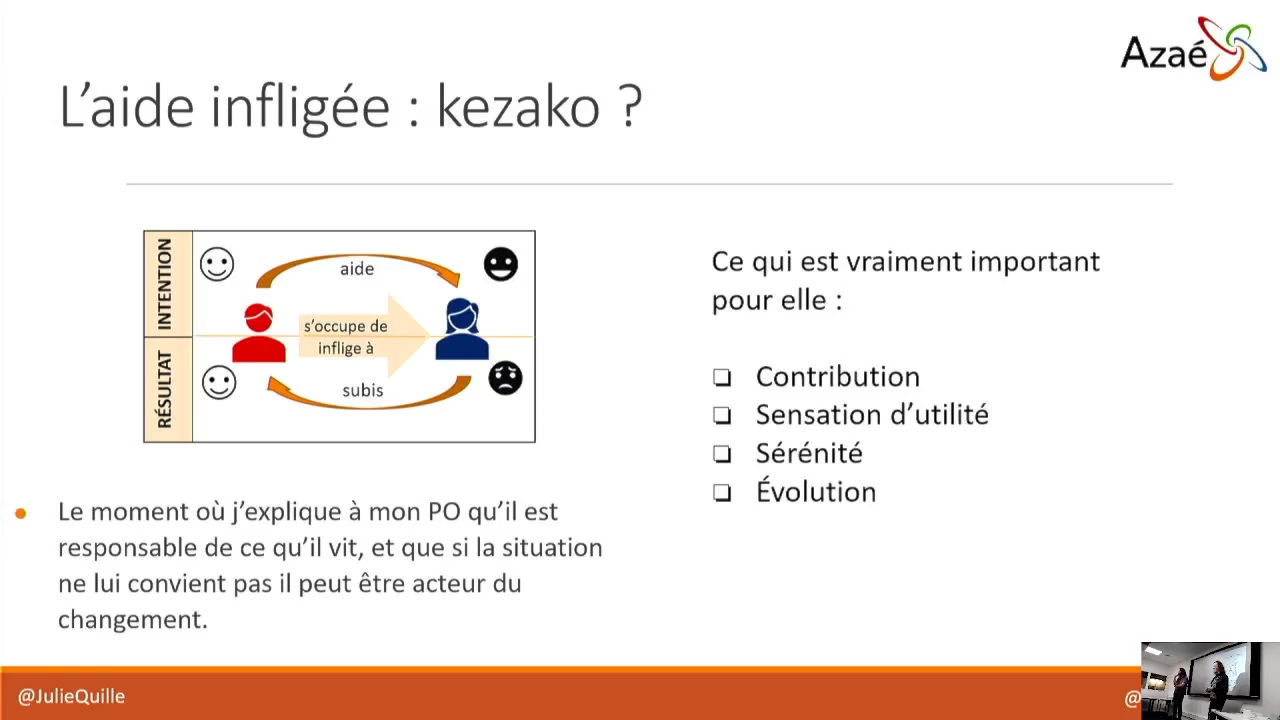 Azaé
L’aide infligée : kezako ?
INTENTION
RÉSULTAT
aide
s’occupe de
inflige à
subis
Le moment où j’explique à mon PO qu’il est
responsable de ce qu’il vit, et que si la situation
ne lui convient pas il peut être acteur du
changement.
Ce qui est vraiment important
pour elle :
Contribution
Sensation d’utilité
Sérénité
Évolution
@JulieQuille
@